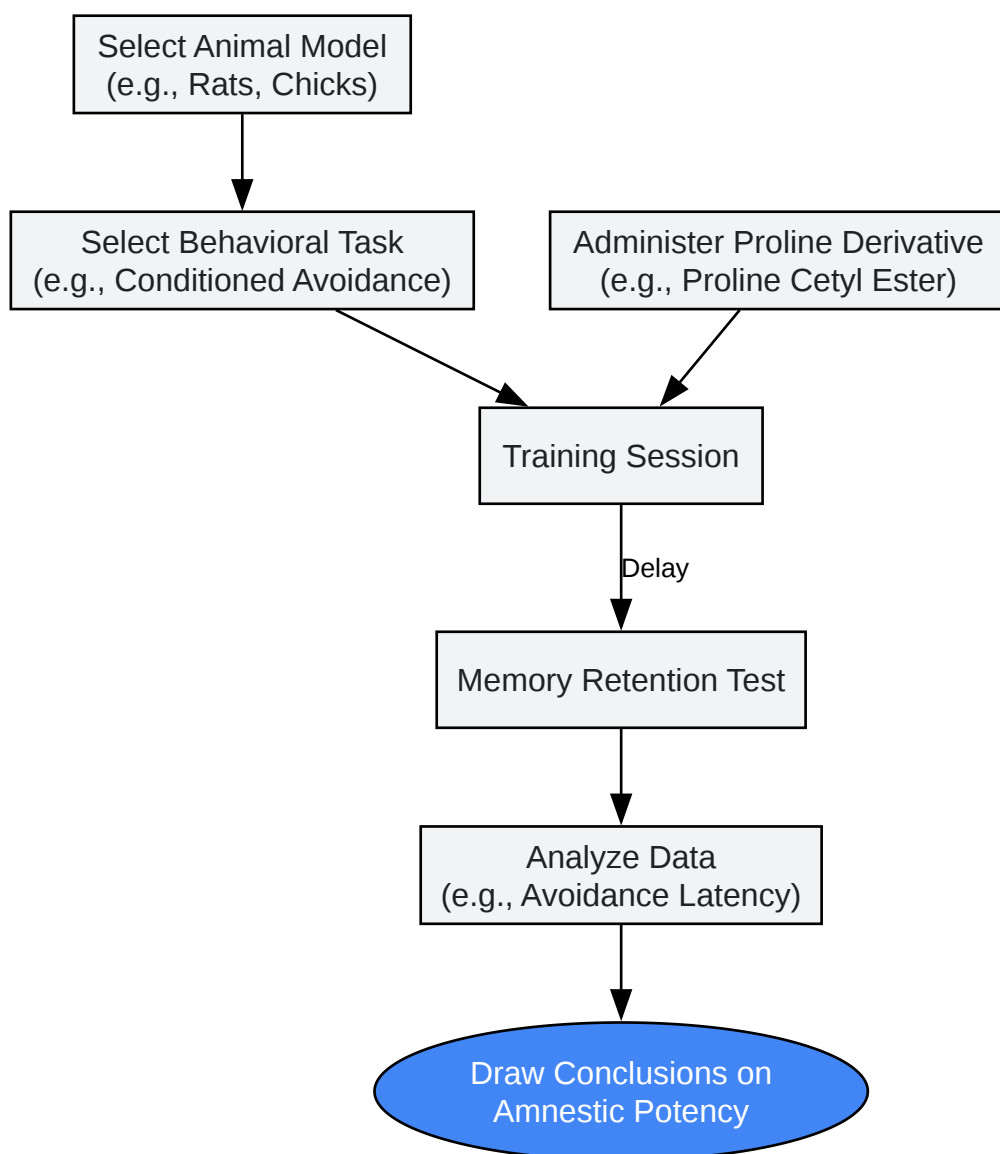 Select Animal Model
(e.g., Rats, Chicks)
Select Behavioral Task
(e.g., Conditioned Avoidance)
Administer Proline Derivative
(e.g., Proline Cetyl Ester)
Training Session
Delay
Memory Retention Test
Analyze Data
(e.g., Avoidance Latency)
Draw Conclusions on
Amnestic Potency